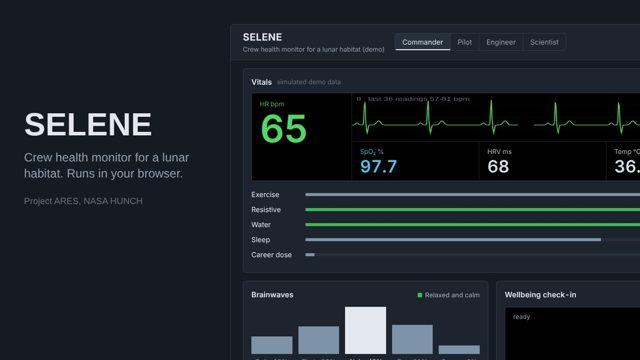 SELENE
Crew health monitor for a lunar
habitat. Runs in your browser.
Project ARES, NASA HUNCH
SELENE
Crew health monitor for a lunar habitat (demo)
Commander
Pilot
Engineer
Scientist
Vitals simulated demo data
HR bpm
65
II last 36 readings 57-81 bpm
SpO₂ %
97.7
HRV ms
68
Temp °C
36.
Exercise
Resistive
Water
Sleep
Career dose
Brainwaves
Relaxed and calm
Wellbeing check-in
ready